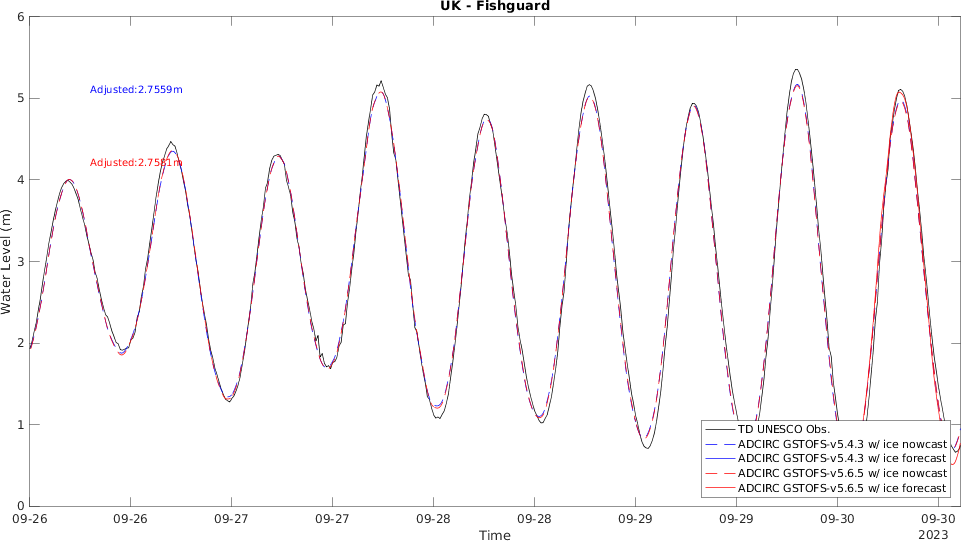 UK - Fishguard
6
5
4
3
2
1
0
Water Level (m)
Adjusted:2.7559m
Adjusted:2.7581m
TD UNESCO Obs.
ADCIRC GSTOFS-v5.4.3 w/ ice nowcast
ADCIRC GSTOFS-v5.4.3 w/ ice forecast
ADCIRC GSTOFS-v5.6.5 w/ ice nowcast
ADCIRC GSTOFS-v5.6.5 w/ ice forecast
09-26 09-26 09-27 09-27 09-28 09-28 09-29 09-29 09-30 09-30
Time
2023